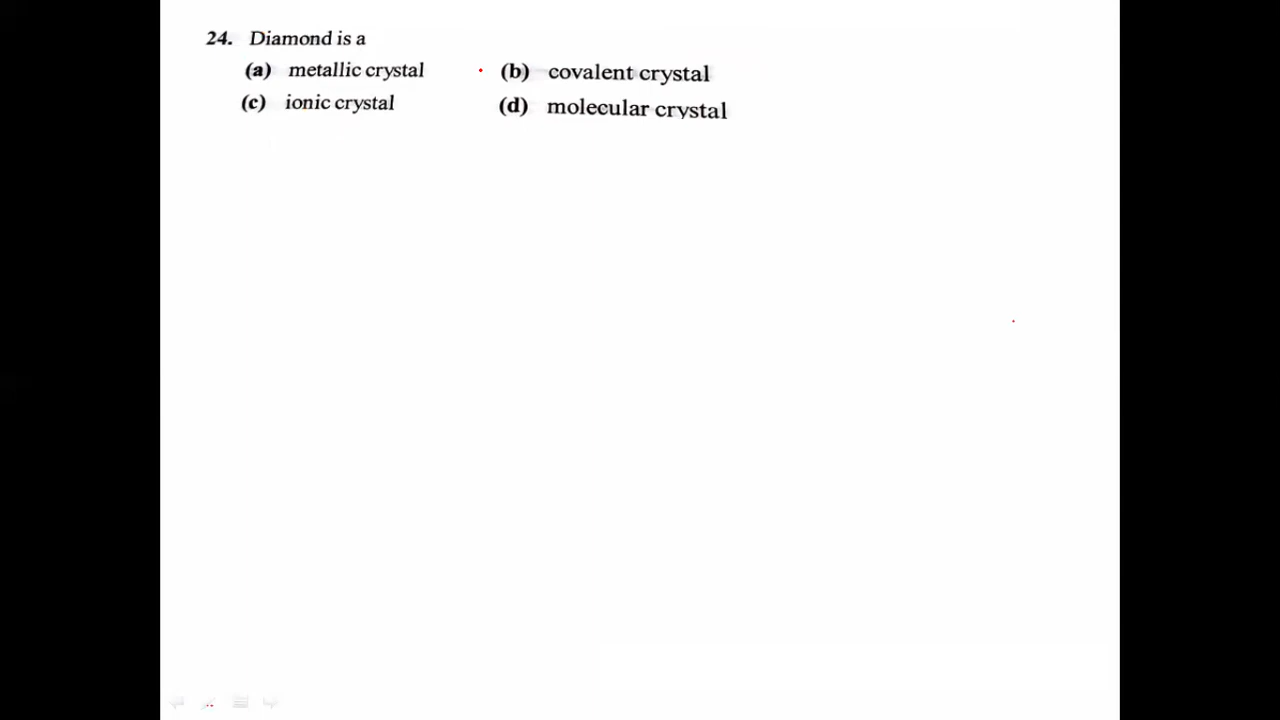 24. Diamond is a
(a) metallic crystal (b) covalent crystal
(c) ionic crystal (d) molecular crystal